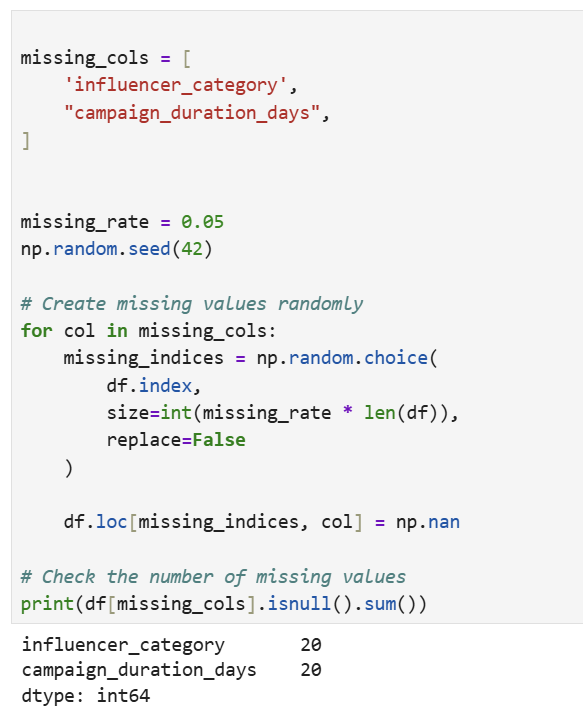 missing_cols = [
    'influencer_category',
    "campaign_duration_days",
]
missing_rate = 0.05
np.random.seed(42)
# Create missing values randomly
for col in missing_cols:
    missing_indices = np.random.choice(
        df.index,
        size=int(missing_rate * len(df)),
        replace=False
    )
    df.loc[missing_indices, col] = np.nan
# Check the number of missing values
print(df[missing_cols].isnull().sum())
influencer_category       20
campaign_duration_days    20
dtype: int64